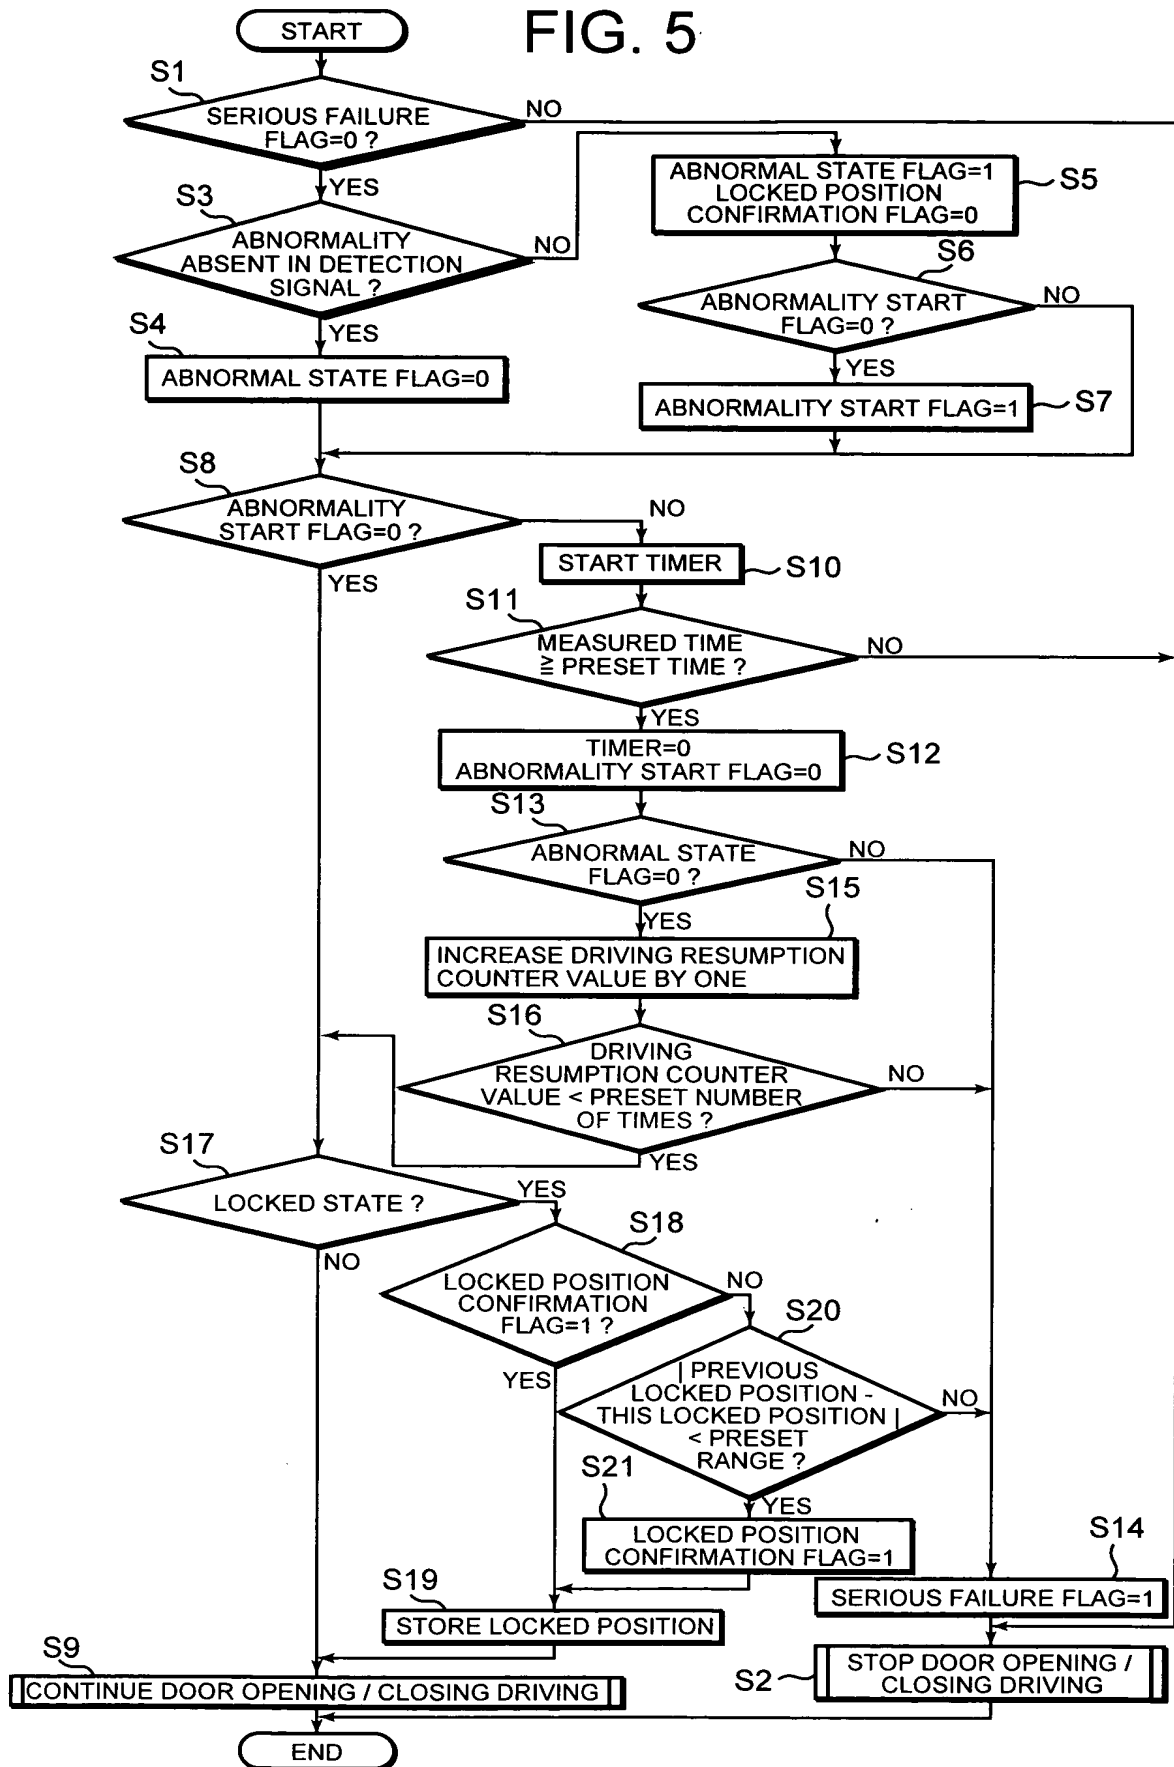 FIG. 5
START
S1
SERIOUS FAILURE
FLAG=0 ?
NO
YES
S3
ABNORMALITY
ABSENT IN DETECTION
SIGNAL ?
NO
YES
ABNORMAL STATE FLAG=1
LOCKED POSITION
CONFIRMATION FLAG=0
S5
S6
ABNORMALITY START
FLAG=0 ?
NO
YES
ABNORMALITY START FLAG=1
S7
S4
ABNORMAL STATE FLAG=0
S8
ABNORMALITY
START FLAG=0 ?
NO
YES
START TIMER
S10
S11
MEASURED TIME
≧ PRESET TIME ?
NO
YES
TIMER=0
ABNORMALITY START FLAG=0
S12
S13
ABNORMAL STATE
FLAG=0 ?
NO
YES
S15
INCREASE DRIVING RESUMPTION
COUNTER VALUE BY ONE
S16
DRIVING
RESUMPTION COUNTER
VALUE < PRESET NUMBER
OF TIMES ?
NO
YES
S17
LOCKED STATE ?
YES
NO
S18
LOCKED POSITION
CONFIRMATION
FLAG=1 ?
NO
YES
S20
| PREVIOUS
LOCKED POSITION -
THIS LOCKED POSITION |
< PRESET
RANGE ?
NO
YES
S21
LOCKED POSITION
CONFIRMATION FLAG=1
S14
SERIOUS FAILURE FLAG=1
S19
STORE LOCKED POSITION
S9
CONTINUE DOOR OPENING / CLOSING DRIVING
S2
STOP DOOR OPENING /
CLOSING DRIVING
END